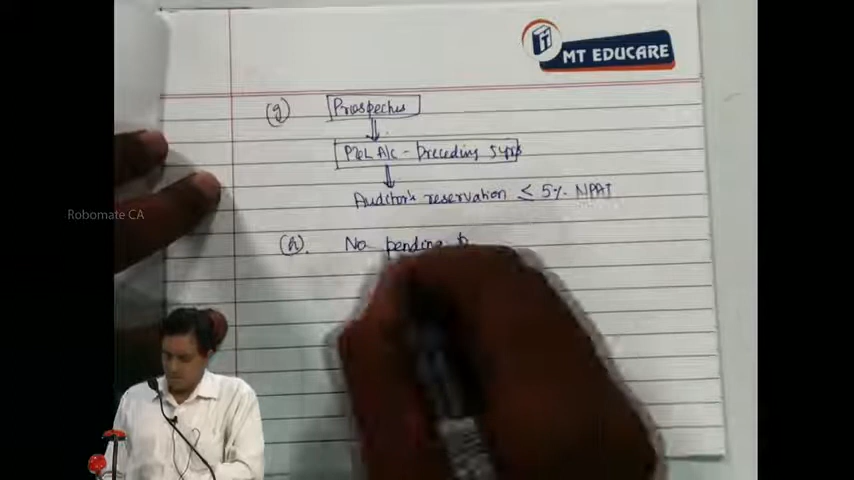 MT EDUCARE
(g) Prospectus
P&L A/c - Preceding 5 yrs
Auditor's reservation ≤ 5% NPAT
Robomate CA
(h). No pending